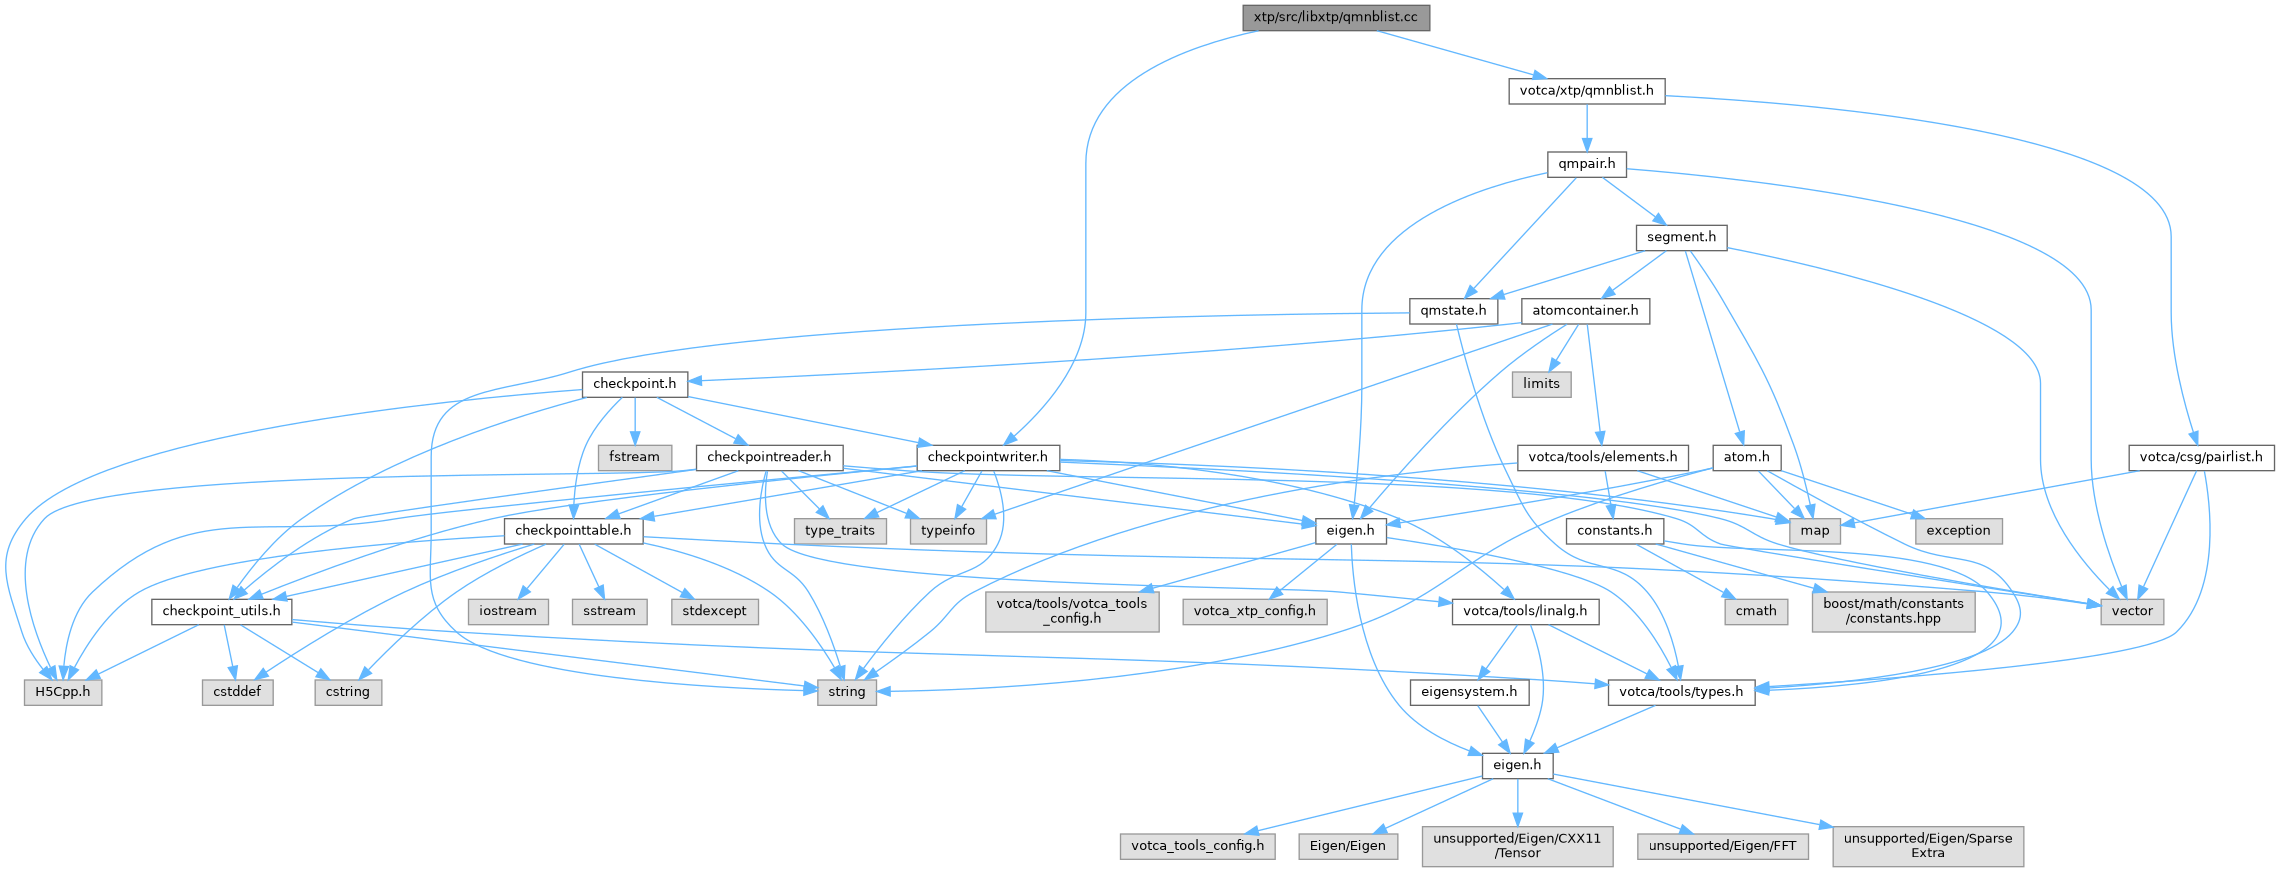 xtp/src/libxtp/qmnblist.cc
votca/xtp/qmnblist.h
qmpair.h
segment.h
qmstate.h
atomcontainer.h
checkpoint.h
limits
fstream
checkpointreader.h
checkpointwriter.h
votca/tools/elements.h
atom.h
votca/csg/pairlist.h
checkpointtable.h
type_traits
typeinfo
eigen.h
constants.h
map
exception
checkpoint_utils.h
iostream
sstream
stdexcept
votca/tools/votca_tools
_config.h
votca_xtp_config.h
votca/tools/linalg.h
cmath
boost/math/constants
/constants.hpp
vector
H5Cpp.h
cstddef
cstring
string
eigensystem.h
votca/tools/types.h
eigen.h
votca_tools_config.h
Eigen/Eigen
unsupported/Eigen/CXX11
/Tensor
unsupported/Eigen/FFT
unsupported/Eigen/Sparse
Extra